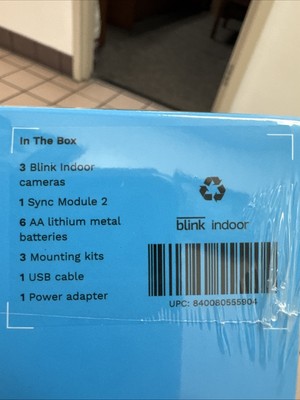 In The Box
3 Blink Indoor
cameras
1 Sync Module 2
6 AA lithium metal
batteries
3 Mounting kits
1 USB cable
1 Power adapter
blink indoor
UPC: 840080555904